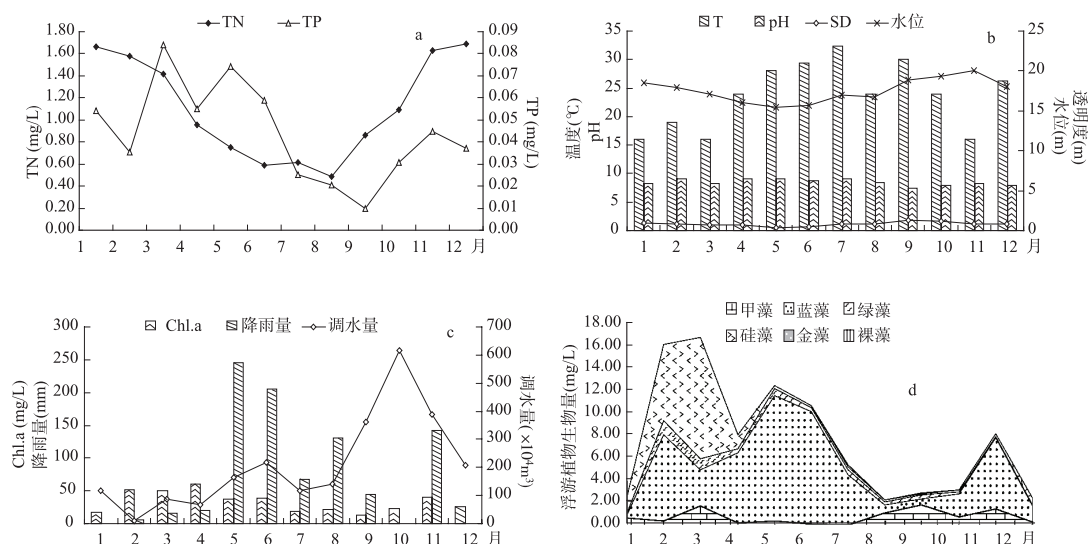 TN TP
a
TN (mg/L)
1.80
1.60
1.40
1.20
1.00
0.80
0.60
0.40
0.20
0.00
0.09
0.08
0.07
0.06
0.05
0.04
0.03
0.02
0.01
0.00
TP (mg/L)
1 2 3 4 5 6 7 8 9 10 11 12 月
T pH SD 水位
b
温度(℃)
pH
35
30
25
20
15
10
5
0
25
20
15
10
5
0
透明度(m)
水位(m)
1 2 3 4 5 6 7 8 9 10 11 12 月
Chl.a 降雨量 调水量
c
Chl.a (mg/L)
降雨量(mm)
300
250
200
150
100
50
0
700
600
500
400
300
200
100
0
调水量(×10⁴m³)
1 2 3 4 5 6 7 8 9 10 11 12 月
甲藻 蓝藻 绿藻
硅藻 金藻 裸藻
d
浮游植物生物量(mg/L)
18.00
16.00
14.00
12.00
10.00
8.00
6.00
4.00
2.00
0.00
1 2 3 4 5 6 7 8 9 10 11 12 月